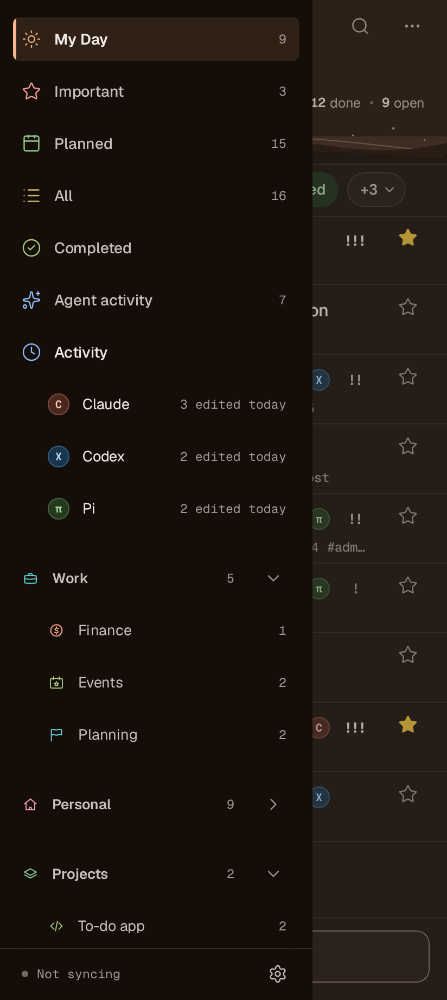 My Day 9
Important 3
12 done • 9 open
Planned 15
All 16
ed +3
!!!
Completed
Agent activity 7
on
Activity
X !!
C Claude 3 edited today
X Codex 2 edited today
ost
π Pi 2 edited today
π !!
4 #adm…
Work 5
π !
Finance 1
Events 2
Planning 2
C !!!
Personal 9
X
Projects 2
To-do app 2
Not syncing